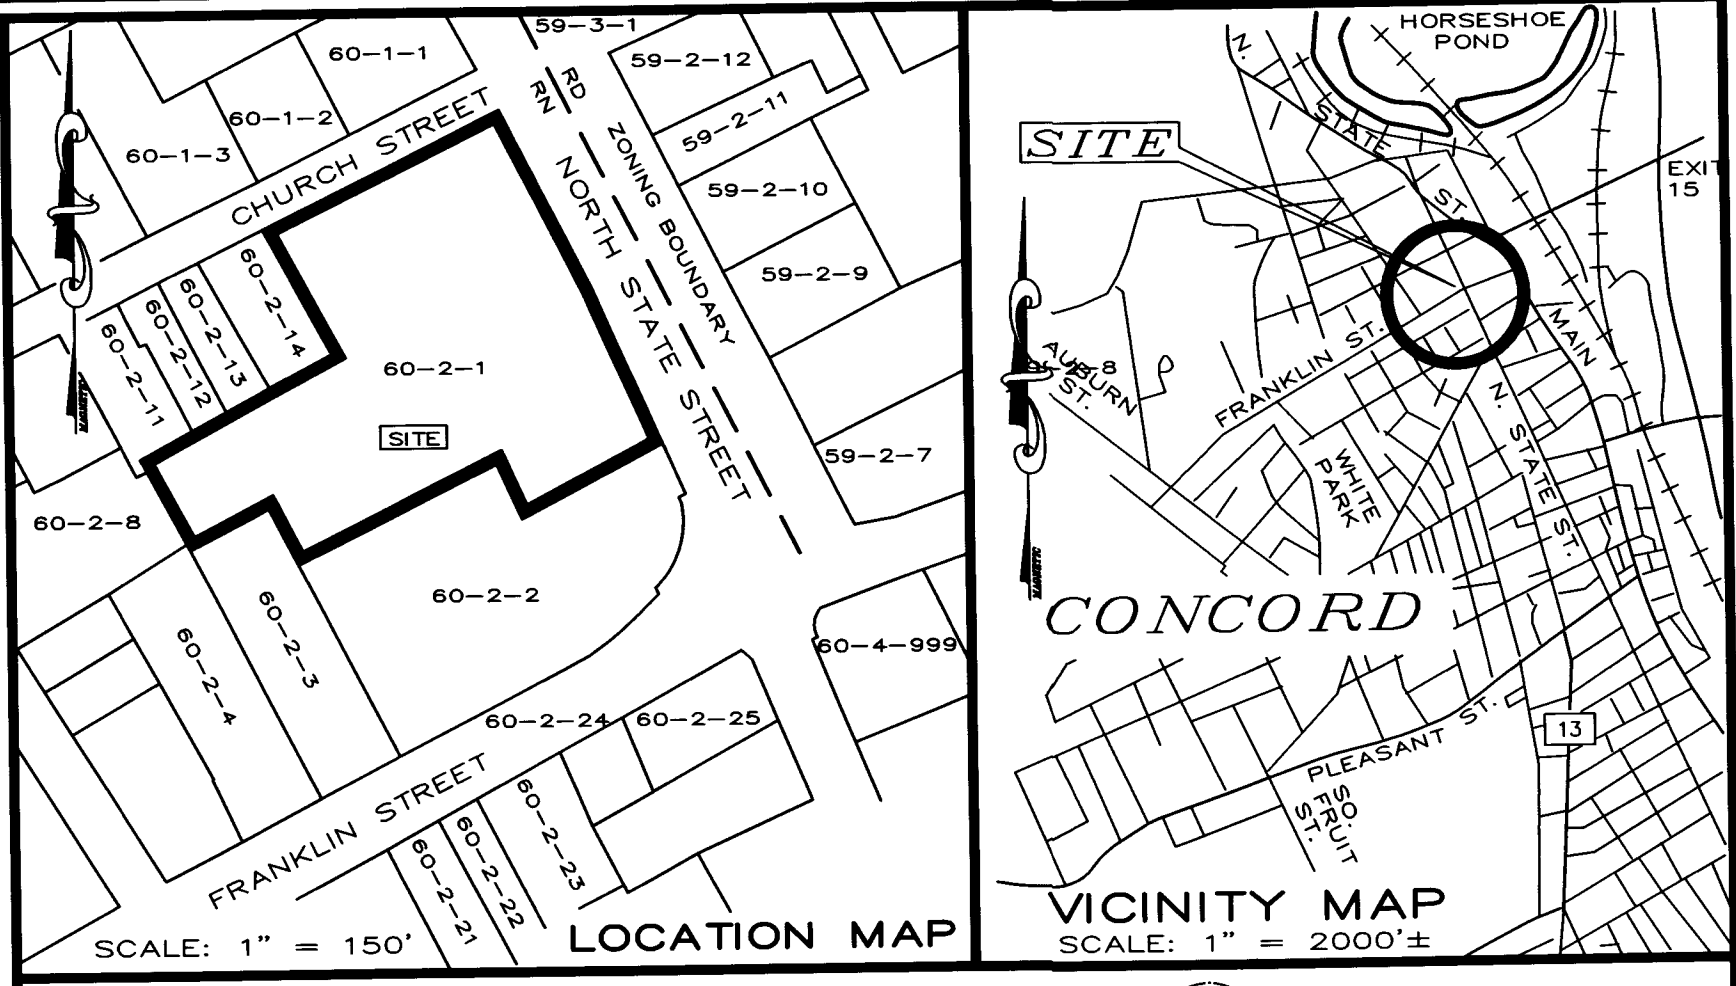 59-3-1
60-1-1
59-2-12
RD
RN
60-1-2
59-2-11
60-1-3
CHURCH STREET
ZONING BOUNDARY
NORTH STATE STREET
59-2-10
60-2-14
60-2-13
60-2-12
60-2-11
59-2-9
60-2-1
SITE
MAGNETIC
59-2-7
60-2-8
60-2-2
60-2-3
60-2-4
60-4-999
60-2-24
60-2-25
FRANKLIN STREET
60-2-23
60-2-22
60-2-21
SCALE: 1" = 150'
LOCATION MAP
HORSESHOE
POND
N.
STATE
ST.
SITE
EXIT
15
MAIN
FRANKLIN ST.
AUBURN
ST.
N. STATE ST.
WHITE
PARK
MAGNETIC
CONCORD
13
PLEASANT ST.
SO.
FRUIT
ST.
VICINITY MAP
SCALE: 1" = 2000'±